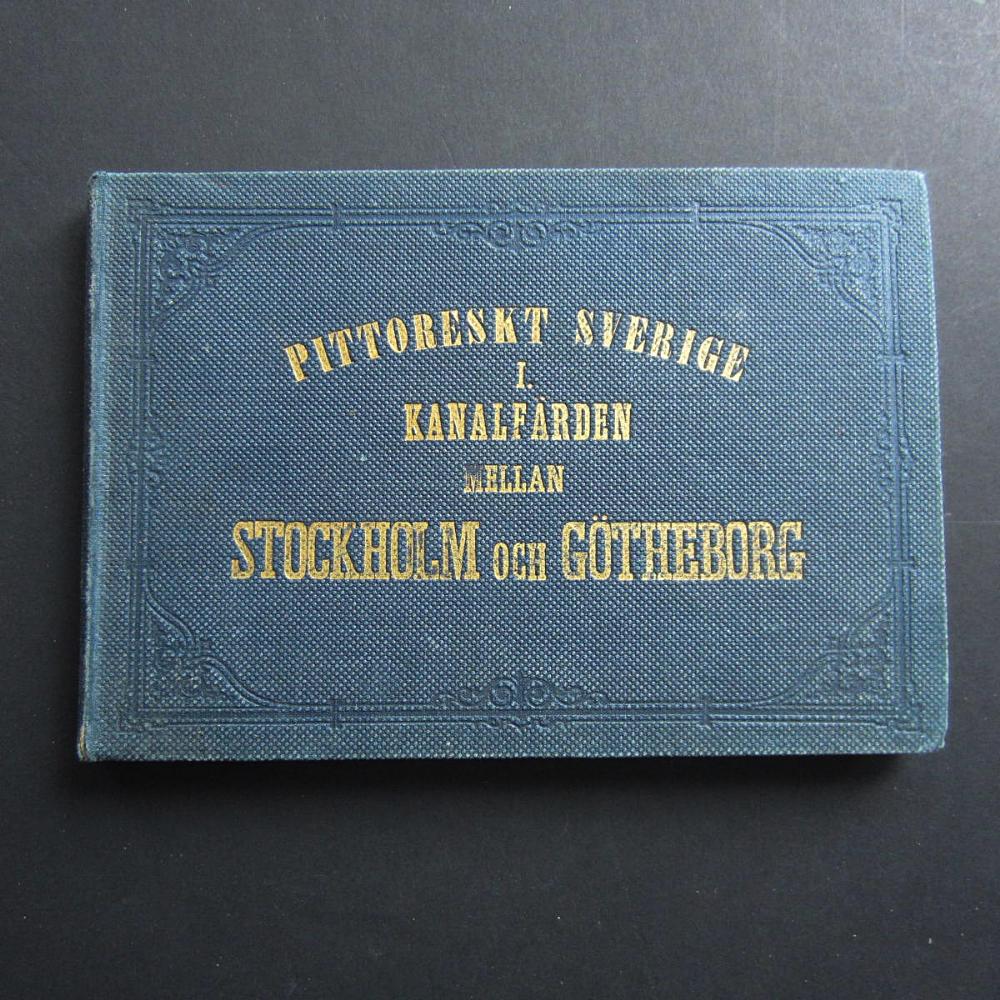 PITTORESKT SVERIGE
I.
KANALFÄRDEN
MELLAN
STOCKHOLM OCH GÖTHEBORG